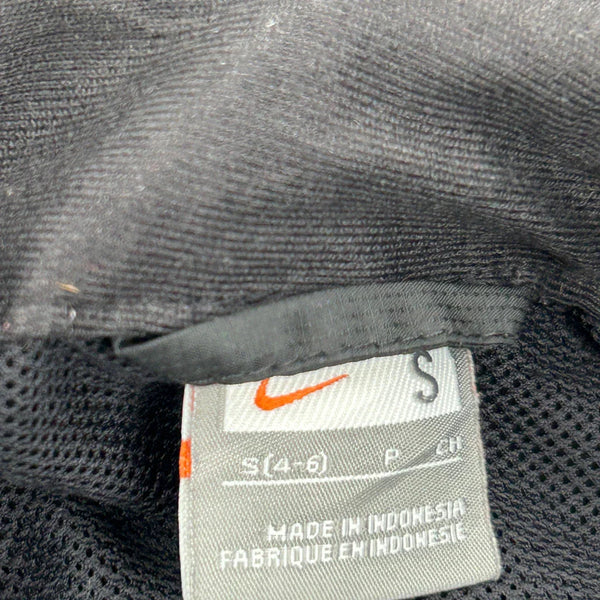 S
S(4-6) P CH
MADE IN INDONESIA
FABRIQUE EN INDONESIE